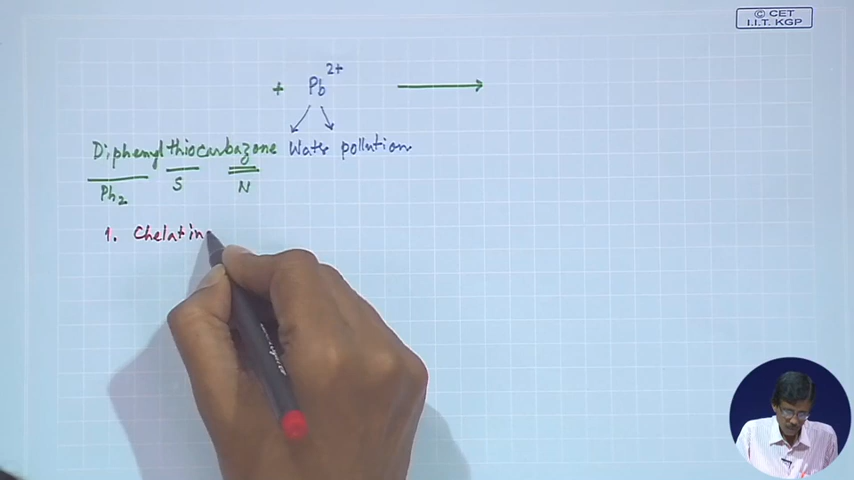 © CET
I.I.T. KGP
+ Pb2+ ⟶
Diphenylthiocarbazone Water pollution
Ph2 S N
1. Chelatin